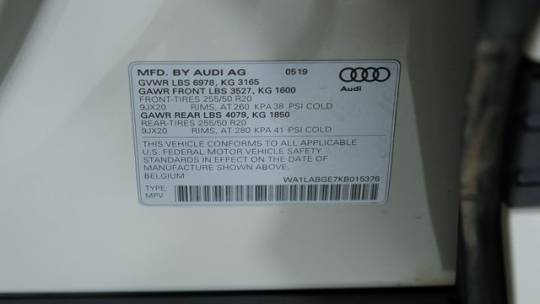 MFD. BY AUDI AG 0519
GVWR LBS 6978, KG 3165
GAWR FRONT LBS 3527, KG 1600
FRONT-TIRES 255/50 R20
9JX20 RIMS, AT 260 KPA 38 PSI COLD
GAWR REAR LBS 4079, KG 1850
REAR-TIRES 255/50 R20
9JX20 RIMS, AT 280 KPA 41 PSI COLD
Audi
THIS VEHICLE CONFORMS TO ALL APPLICABLE
U.S. FEDERAL MOTOR VEHICLE SAFETY
STANDARDS IN EFFECT ON THE DATE OF
MANUFACTURE SHOWN ABOVE.
BELGIUM WA1LABGE7KB015376
TYPE:
MPV